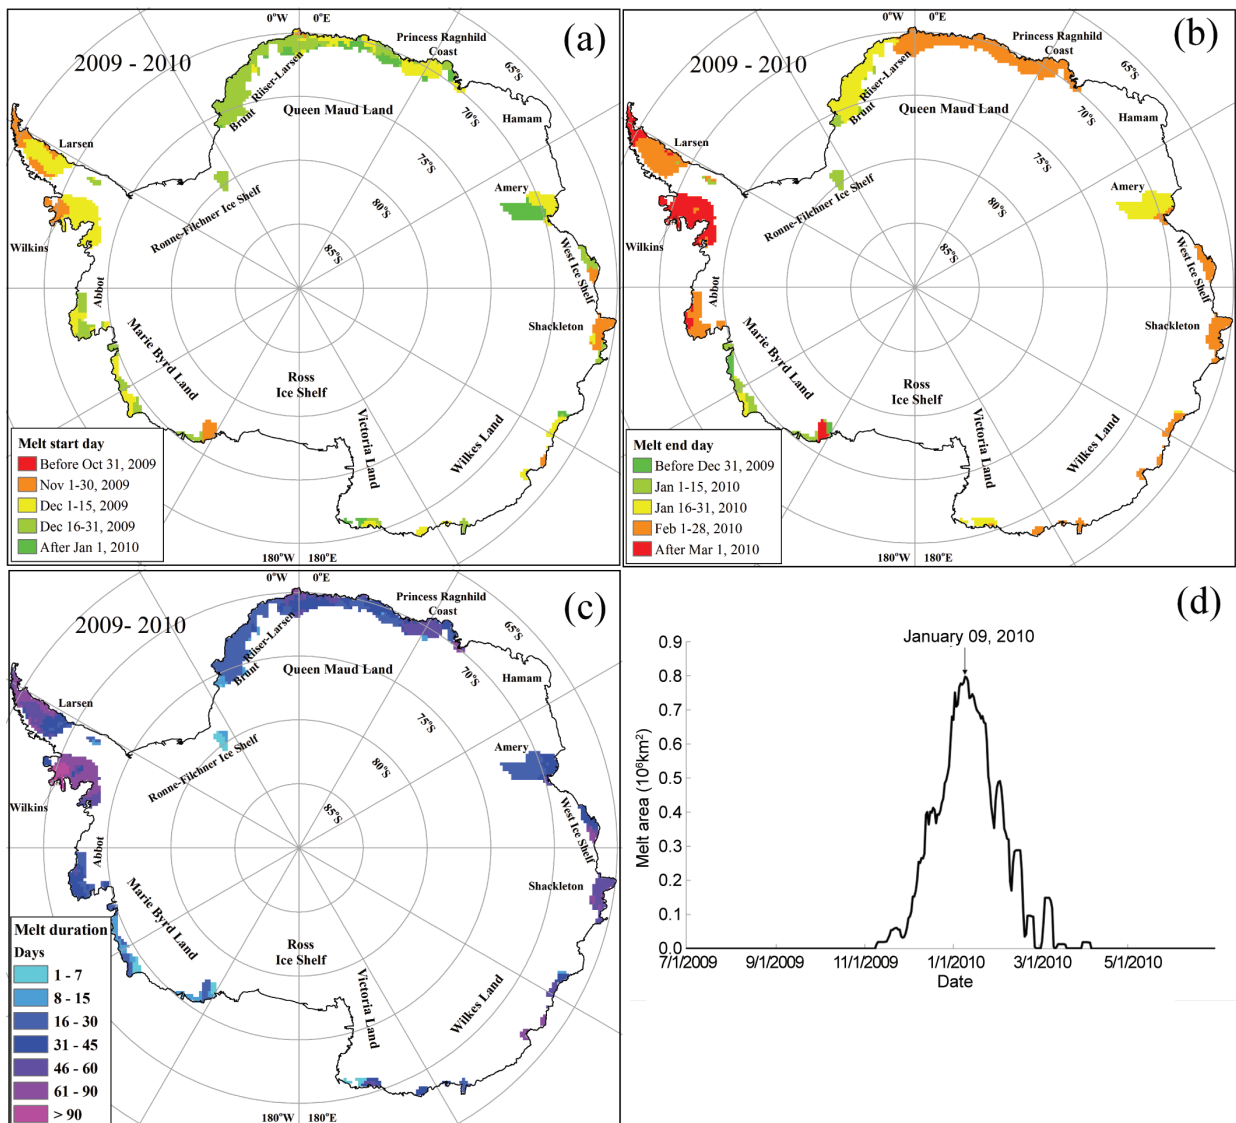 (a)
2009 - 2010
0°W 0°E
Princess Ragnhild
Coast
65°S
70°S
75°S
80°S
85°S
Riiser-Larsen
Brunt
Queen Maud Land
Hamam
Larsen
Ronne-Filchner Ice Shelf
Amery
Wilkins
West Ice Shelf
Abbot
Shackleton
Marie Byrd Land
Ross
Ice Shelf
Victoria Land
Wilkes Land
180°W 180°E
Melt start day
Before Oct 31, 2009
Nov 1-30, 2009
Dec 1-15, 2009
Dec 16-31, 2009
After Jan 1, 2010
(b)
2009 - 2010
0°W 0°E
Princess Ragnhild
Coast
65°S
70°S
75°S
80°S
85°S
Riiser-Larsen
Brunt
Queen Maud Land
Hamam
Larsen
Ronne-Filchner Ice Shelf
Amery
Wilkins
West Ice Shelf
Abbot
Shackleton
Marie Byrd Land
Ross
Ice Shelf
Victoria Land
Wilkes Land
180°W 180°E
Melt end day
Before Dec 31, 2009
Jan 1-15, 2010
Jan 16-31, 2010
Feb 1-28, 2010
After Mar 1, 2010
(c)
2009- 2010
0°W 0°E
Princess Ragnhild
Coast
65°S
70°S
75°S
80°S
85°S
Riiser-Larsen
Brunt
Queen Maud Land
Hamam
Larsen
Ronne-Filchner Ice Shelf
Amery
Wilkins
West Ice Shelf
Abbot
Shackleton
Marie Byrd Land
Ross
Ice Shelf
Victoria Land
Wilkes Land
180°W 180°E
Melt duration
Days
1 - 7
8 - 15
16 - 30
31 - 45
46 - 60
61 - 90
> 90
(d)
January 09, 2010
Melt area (10⁶km²)
0.9
0.8
0.7
0.6
0.5
0.4
0.3
0.2
0.1
0.0
7/1/2009 9/1/2009 11/1/2009 1/1/2010 3/1/2010 5/1/2010
Date